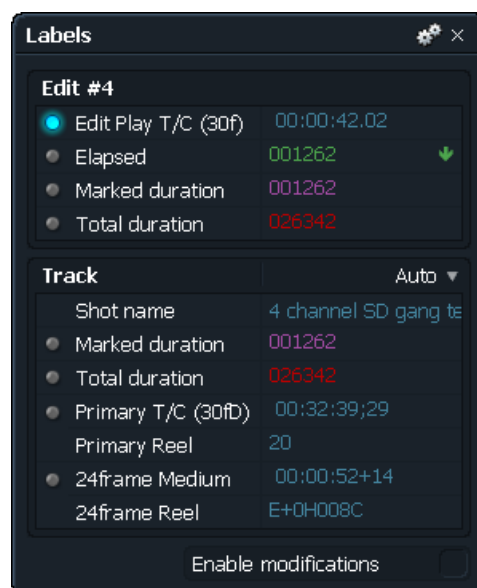 Labels
Edit #4
Edit Play T/C (30f) 00:00:42.02
Elapsed 001262
Marked duration 001262
Total duration 026342
Track Auto
Shot name 4 channel SD gang te
Marked duration 001262
Total duration 026342
Primary T/C (30fD) 00:32:39;29
Primary Reel 20
24frame Medium 00:00:52+14
24frame Reel E+0H008C
Enable modifications